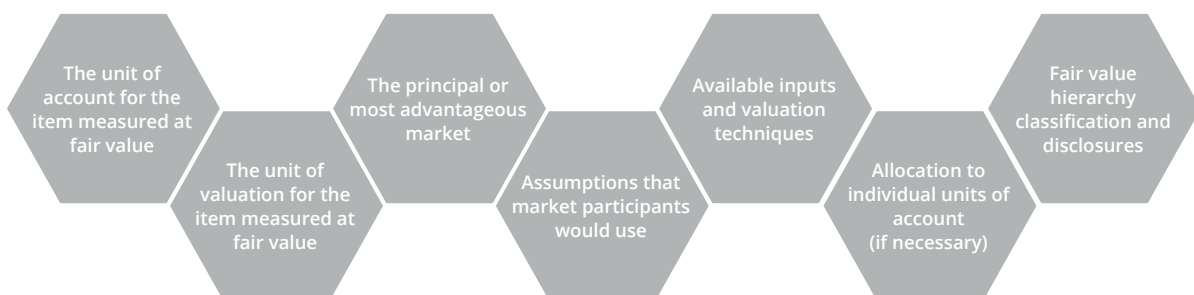 The unit of
account for the
item measured at
fair value
The unit of
valuation for the
item measured at
fair value
The principal or
most advantageous
market
Assumptions that
market participants
would use
Available inputs
and valuation
techniques
Allocation to
individual units of
account
(if necessary)
Fair value
hierarchy
classification and
disclosures